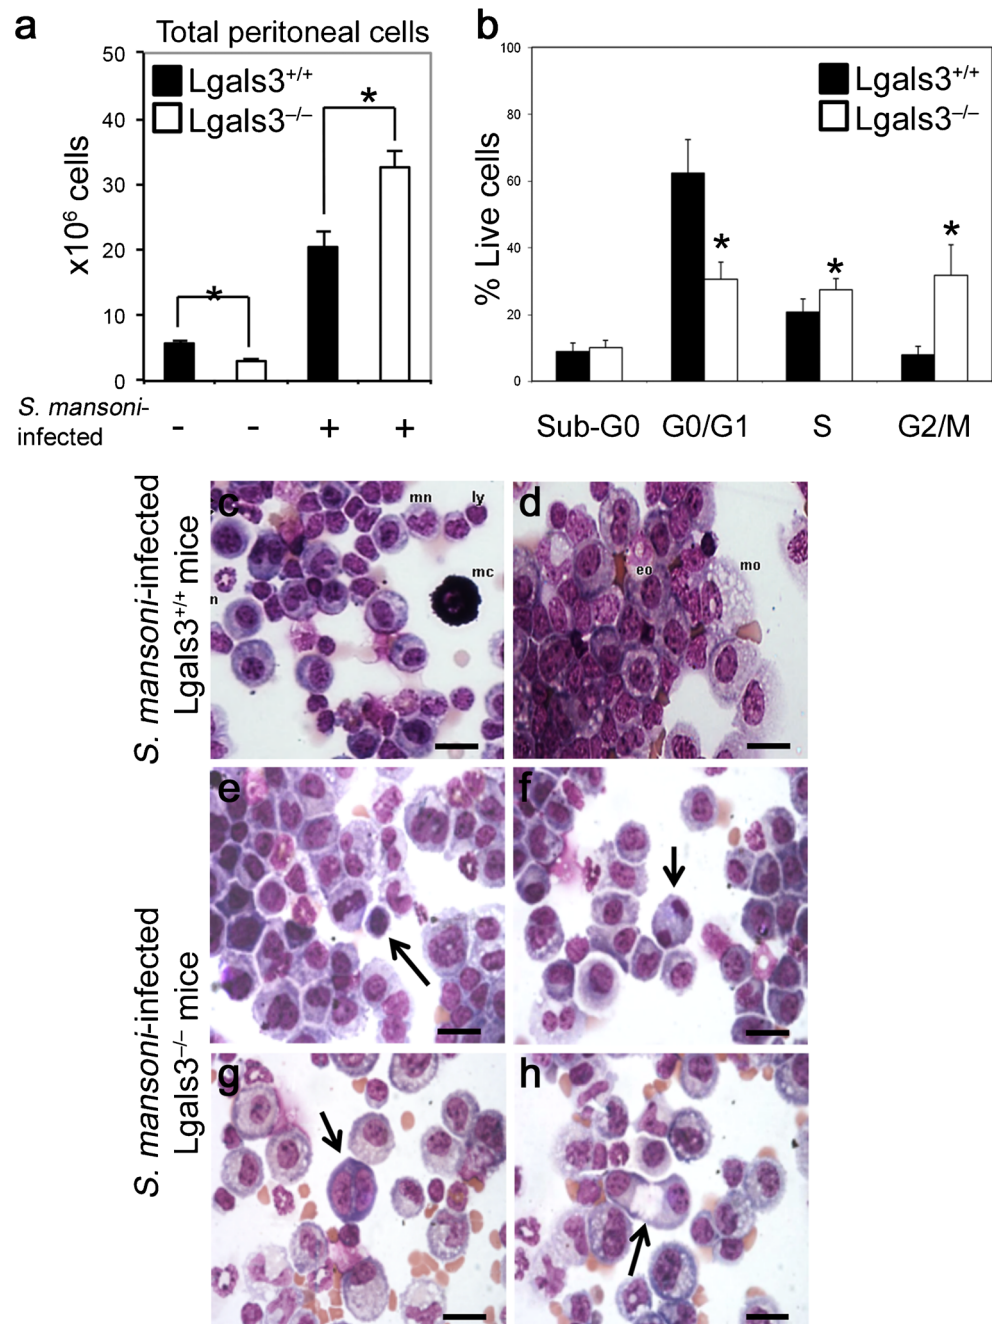 a
Total peritoneal cells
50
40
30
20
10
0
x10⁶ cells
Lgals3⁺/⁺
Lgals3⁻/⁻
*
*
S. mansoni-
infected
- - + +
b
100
80
60
40
20
0
% Live cells
Lgals3⁺/⁺
Lgals3⁻/⁻
* * *
Sub-G0 G0/G1 S G2/M
S. mansoni-infected
Lgals3⁺/⁺ mice
c
mn ly
mc
n
d
eo mo
S. mansoni-infected
Lgals3⁻/⁻ mice
e
f
g
h